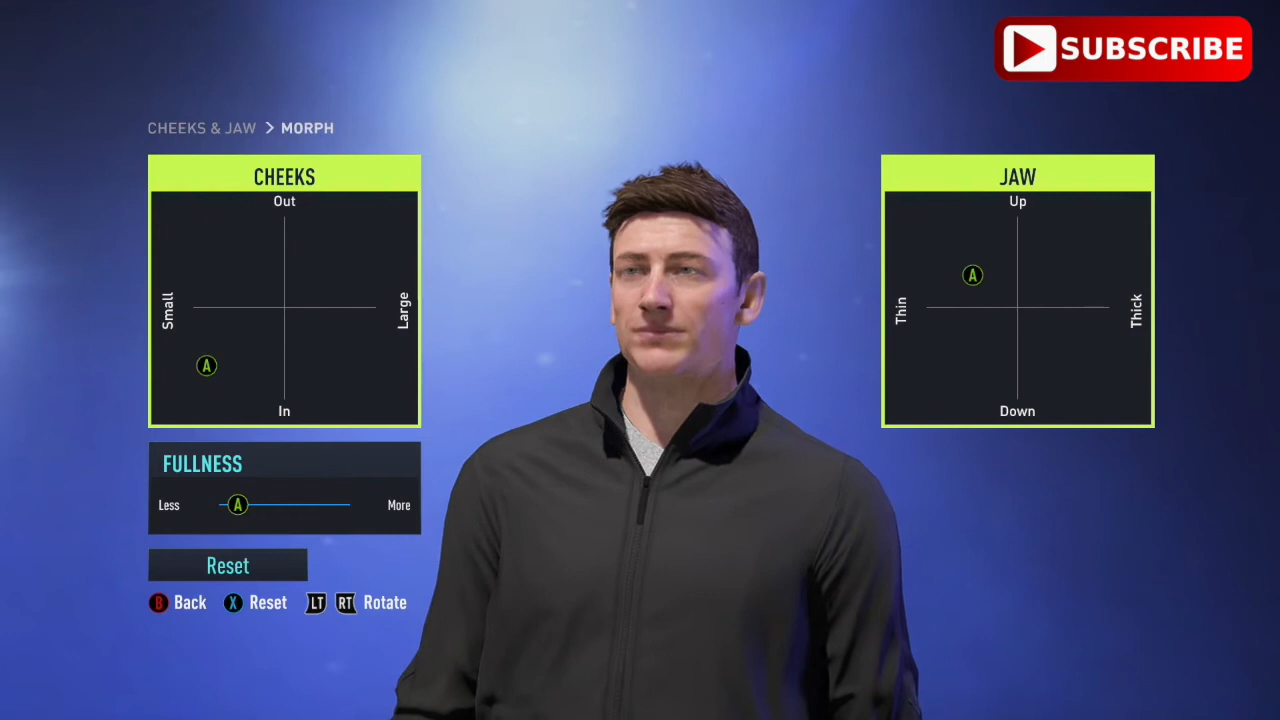 SUBSCRIBE
CHEEKS & JAW > MORPH
CHEEKS
Out
Small
Large
A
In
JAW
Up
A
Thin
Thick
Down
FULLNESS
Less A More
Reset
B Back X Reset LT RT Rotate